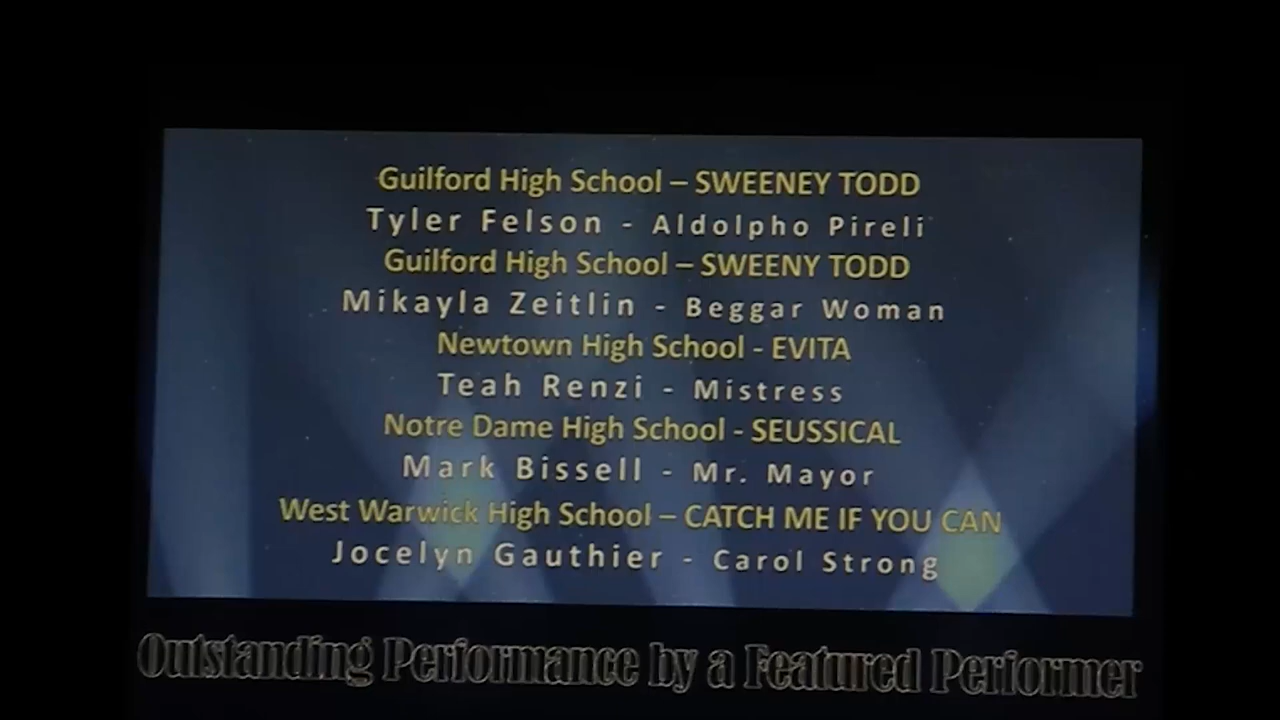 Guilford High School – SWEENEY TODD
Tyler Felson - Aldolpho Pireli
Guilford High School – SWEENY TODD
Mikayla Zeitlin - Beggar Woman
Newtown High School - EVITA
Teah Renzi - Mistress
Notre Dame High School - SEUSSICAL
Mark Bissell - Mr. Mayor
West Warwick High School – CATCH ME IF YOU CAN
Jocelyn Gauthier - Carol Strong
Outstanding Performance by a Featured Performer